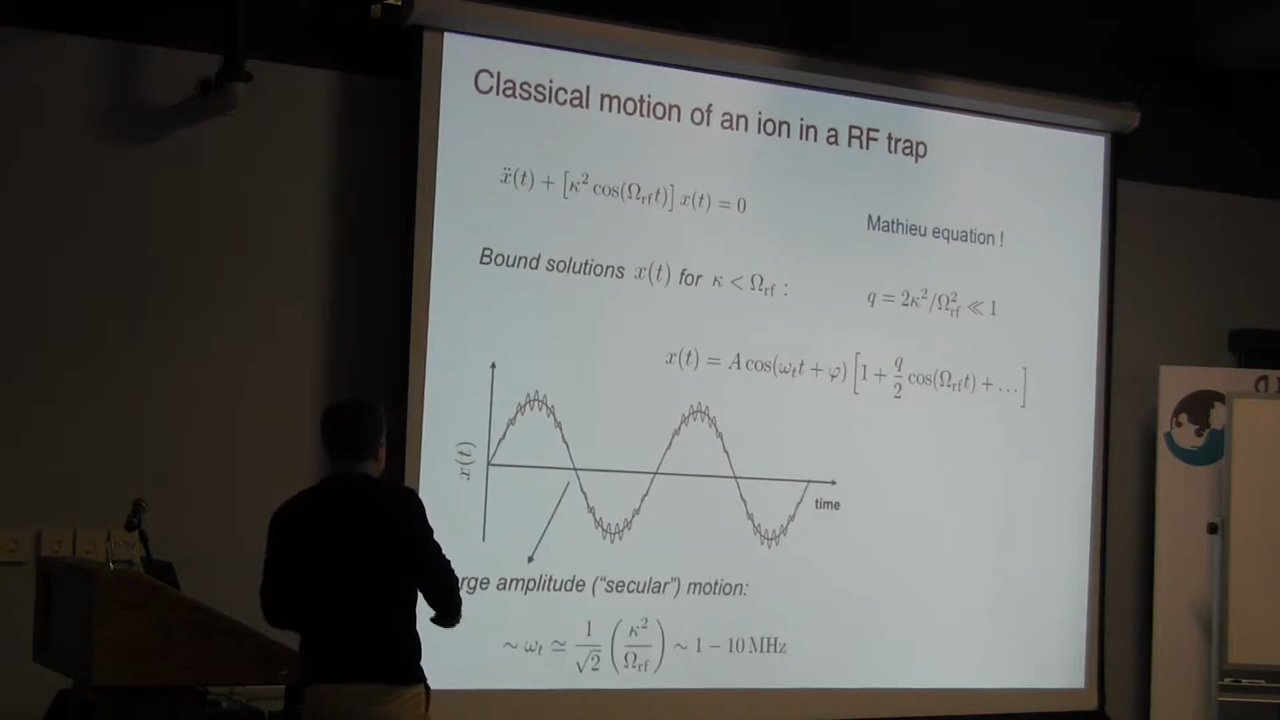 Classical motion of an ion in a RF trap
ẍ(t) + [κ² cos(Ω_rf t)] x(t) = 0
Mathieu equation !
Bound solutions x(t) for κ < Ω_rf :
q = 2κ²/Ω²_rf ≪ 1
x(t) = A cos(ω_t t + φ) [1 + q/2 cos(Ω_rf t) + …]
x(t)
time
rge amplitude (“secular”) motion:
∼ ω_t ≃ 1/√2 (κ²/Ω_rf) ∼ 1 − 10 MHz